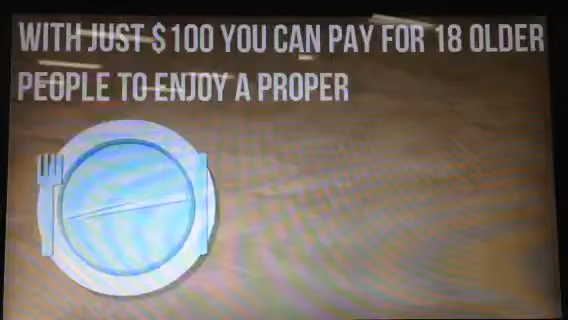 WITH JUST $100 YOU CAN PAY FOR 18 OLDER
PEOPLE TO ENJOY A PROPER